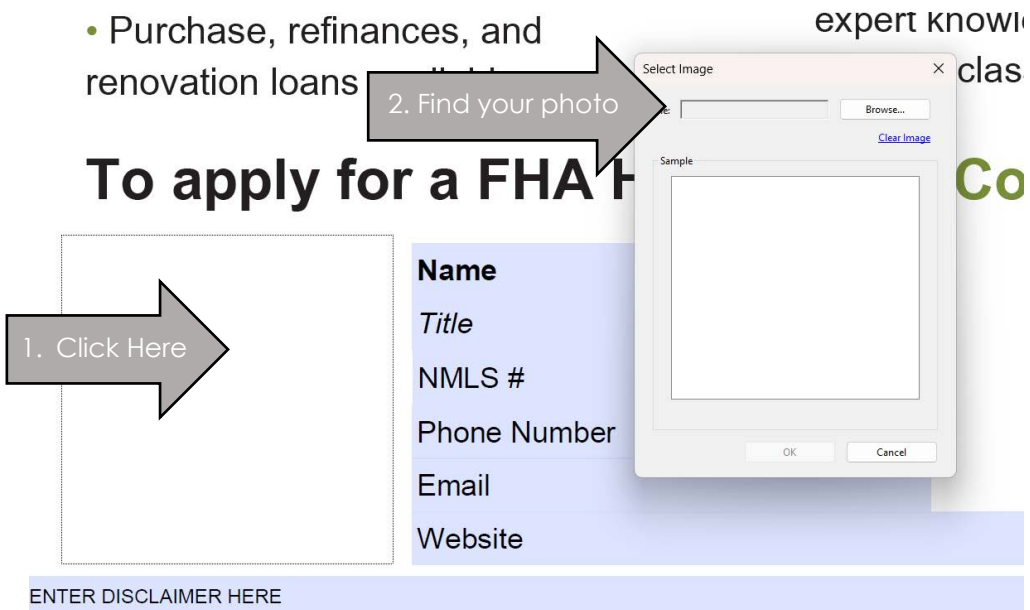 • Purchase, refinances, and
renovation loans
expert
clas
2. Find your photo
Select Image
Browse...
Clear Image
Sample
OK
Cancel
To apply for a FHA H
Co
1. Click Here
Name
Title
NMLS #
Phone Number
Email
Website
ENTER DISCLAIMER HERE